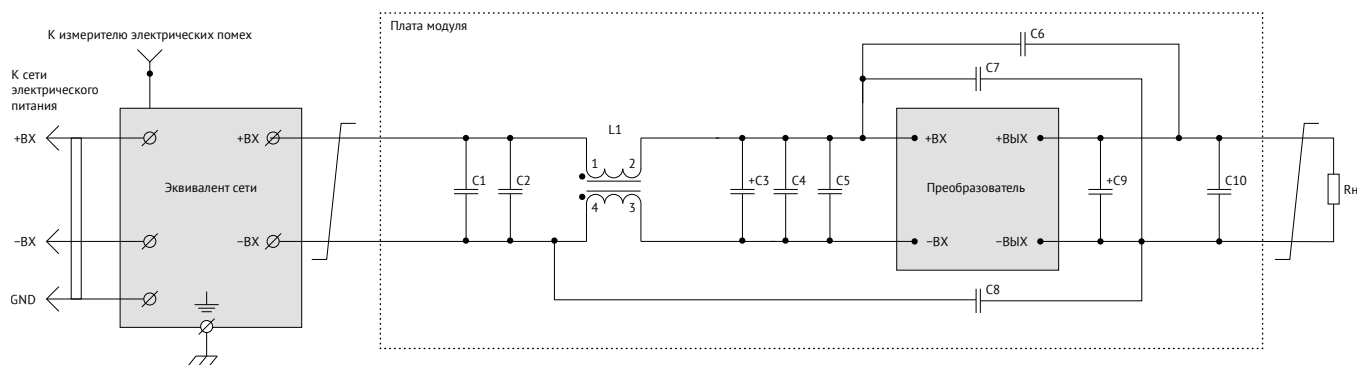 Плата модуля
К измерителю электрических помех
К сети
электрического
питания
+ВХ
−ВХ
GND
+ВХ
−ВХ
Эквивалент сети
C1
C2
L1
1
2
4
3
+C3
C4
C5
C6
C7
C8
+ВХ
−ВХ
Преобразователь
+ВЫХ
−ВЫХ
+C9
C10
Rн